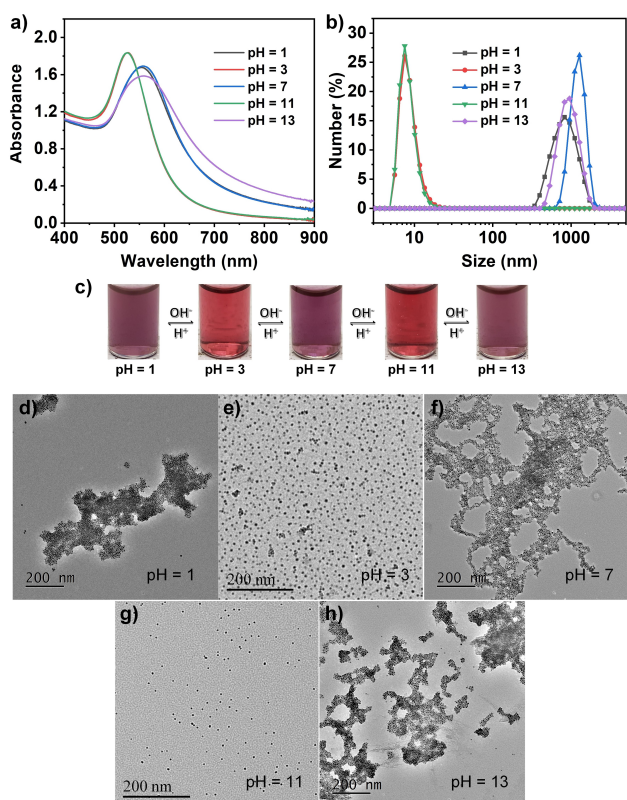 a)
2.0
1.6
1.2
0.8
0.4
0.0
400
500
600
700
800
900
Absorbance
Wavelength (nm)
pH = 1
pH = 3
pH = 7
pH = 11
pH = 13
b)
35
30
25
20
15
10
5
0
10
100
1000
Number (%)
Size (nm)
pH = 1
pH = 3
pH = 7
pH = 11
pH = 13
c)
OH⁻
H⁺
OH⁻
H⁺
OH⁻
H⁺
OH⁻
H⁺
pH = 1
pH = 3
pH = 7
pH = 11
pH = 13
d)
200 nm
pH = 1
e)
200 nm
pH = 3
f)
200 nm
pH = 7
g)
200 nm
pH = 11
h)
200 nm
pH = 13